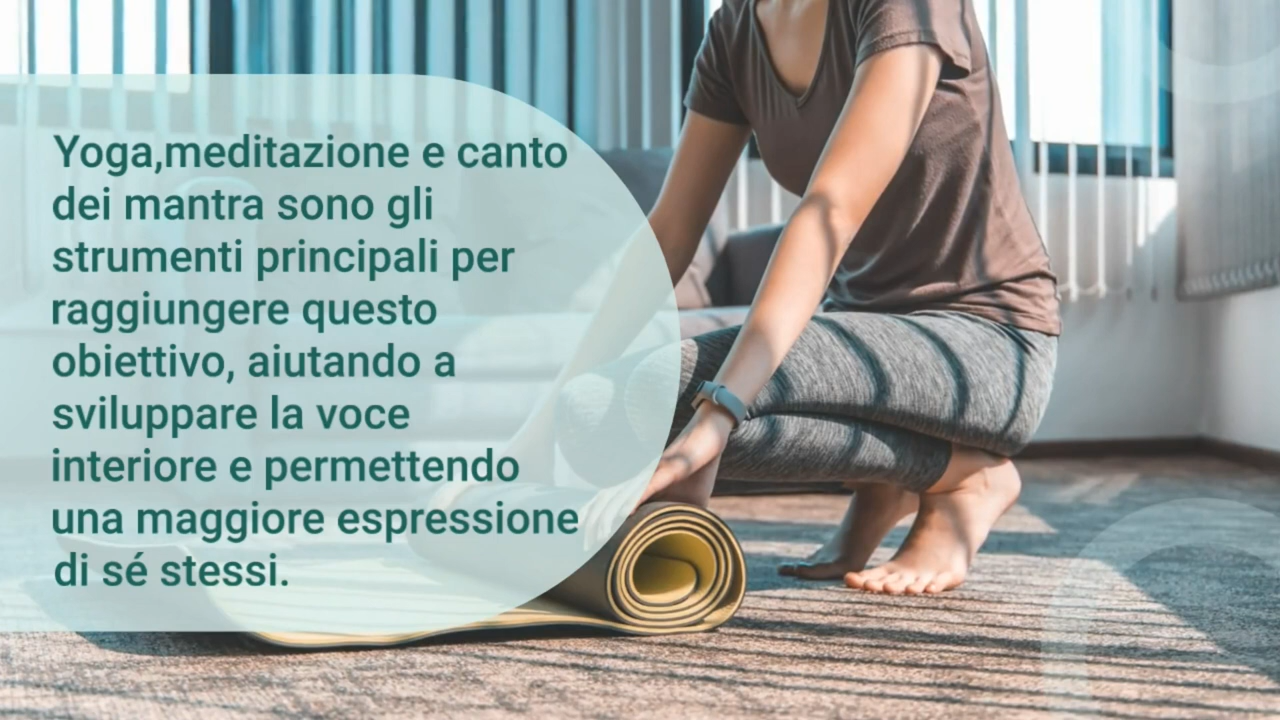 Yoga,meditazione e canto
dei mantra sono gli
strumenti principali per
raggiungere questo
obiettivo, aiutando a
sviluppare la voce
interiore e permettendo
una maggiore espressione
di sé stessi.